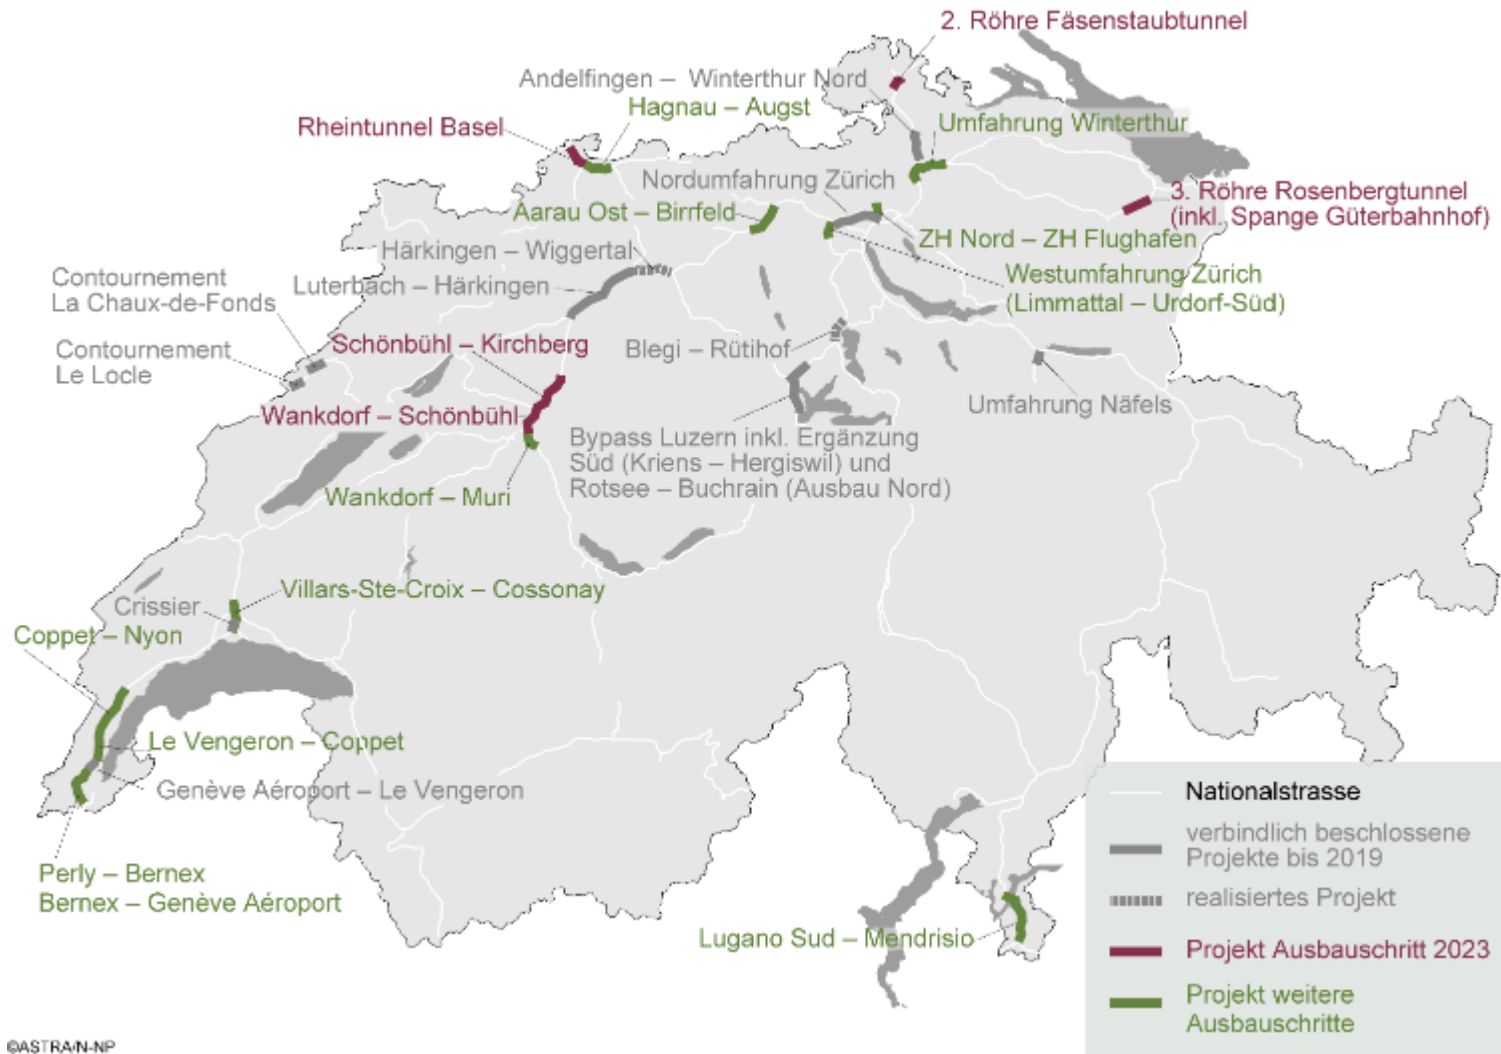 2. Röhre Fäsenstaubtunnel
Andelfingen – Winterthur Nord
Hagnau – Augst
Rheintunnel Basel
Umfahrung Winterthur
Nordumfahrung Zürich
3. Röhre Rosenbergtunnel
(inkl. Spange Güterbahnhof)
Aarau Ost – Birrfeld
ZH Nord – ZH Flughafen
Härkingen – Wiggertal
Westumfahrung Zürich
(Limmattal – Urdorf-Süd)
Contournement
La Chaux-de-Fonds
Luterbach – Härkingen
Schönbühl – Kirchberg
Blegi – Rütihof
Contournement
Le Locle
Umfahrung Näfels
Wankdorf – Schönbühl
Bypass Luzern inkl. Ergänzung
Süd (Kriens – Hergiswil) und
Rotsee – Buchrain (Ausbau Nord)
Wankdorf – Muri
Villars-Ste-Croix – Cossonay
Crissier
Coppet – Nyon
Le Vengeron – Coppet
Genève Aéroport – Le Vengeron
Perly – Bernex
Bernex – Genève Aéroport
Lugano Sud – Mendrisio
Nationalstrasse
verbindlich beschlossene
Projekte bis 2019
realisiertes Projekt
Projekt Ausbauschritt 2023
Projekt weitere
Ausbauschritte
©ASTRA/N-NP